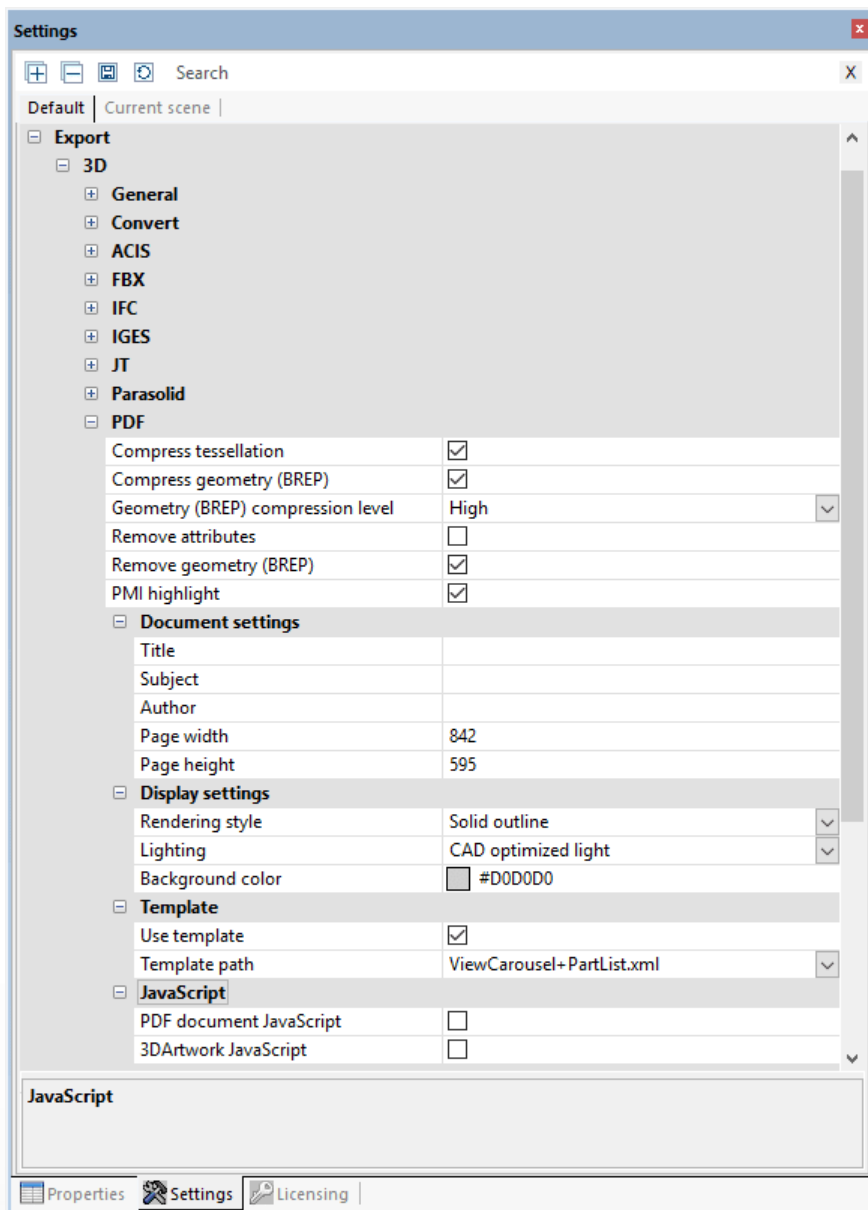 Settings
Search X
Default Current scene
Export
3D
General
Convert
ACIS
FBX
IFC
IGES
JT
Parasolid
PDF
Compress tessellation
Compress geometry (BREP)
Geometry (BREP) compression level High
Remove attributes
Remove geometry (BREP)
PMI highlight
Document settings
Title
Subject
Author
Page width 842
Page height 595
Display settings
Rendering style Solid outline
Lighting CAD optimized light
Background color #D0D0D0
Template
Use template
Template path ViewCarousel+PartList.xml
JavaScript
PDF document JavaScript
3DArtwork JavaScript
JavaScript
Properties Settings Licensing